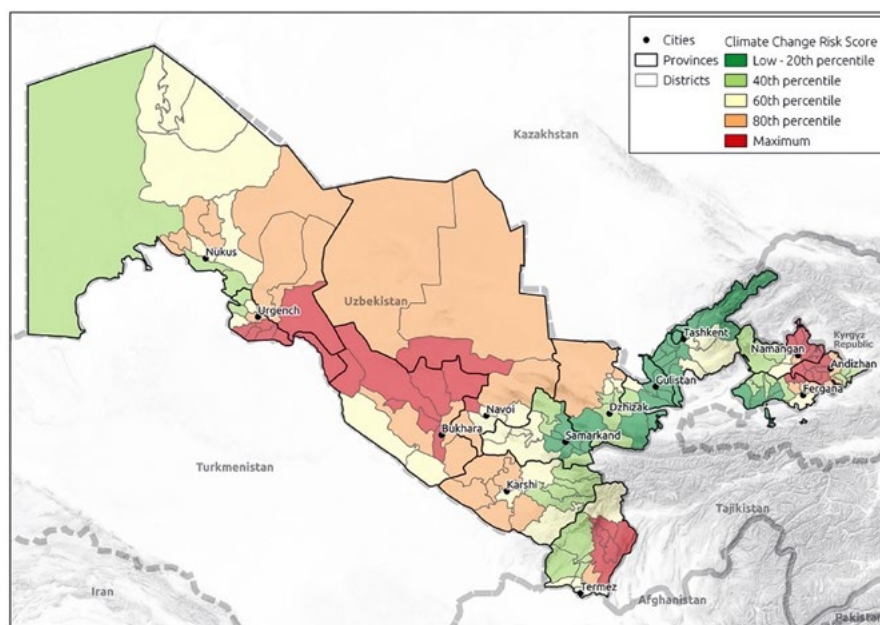 Cities
Provinces
Districts
Climate Change Risk Score
Low - 20th percentile
40th percentile
60th percentile
80th percentile
Maximum
Kazakhstan
Nukus
Urgench
Uzbekistan
Tashkent
Kyrgyz
Republic
Namangan
Andizhan
Gulistan
Fergana
Dzhizak
Navoi
Bukhara
Samarkand
Turkmenistan
Karshi
Tajikistan
Termez
Iran
Afghanistan
Pakistan